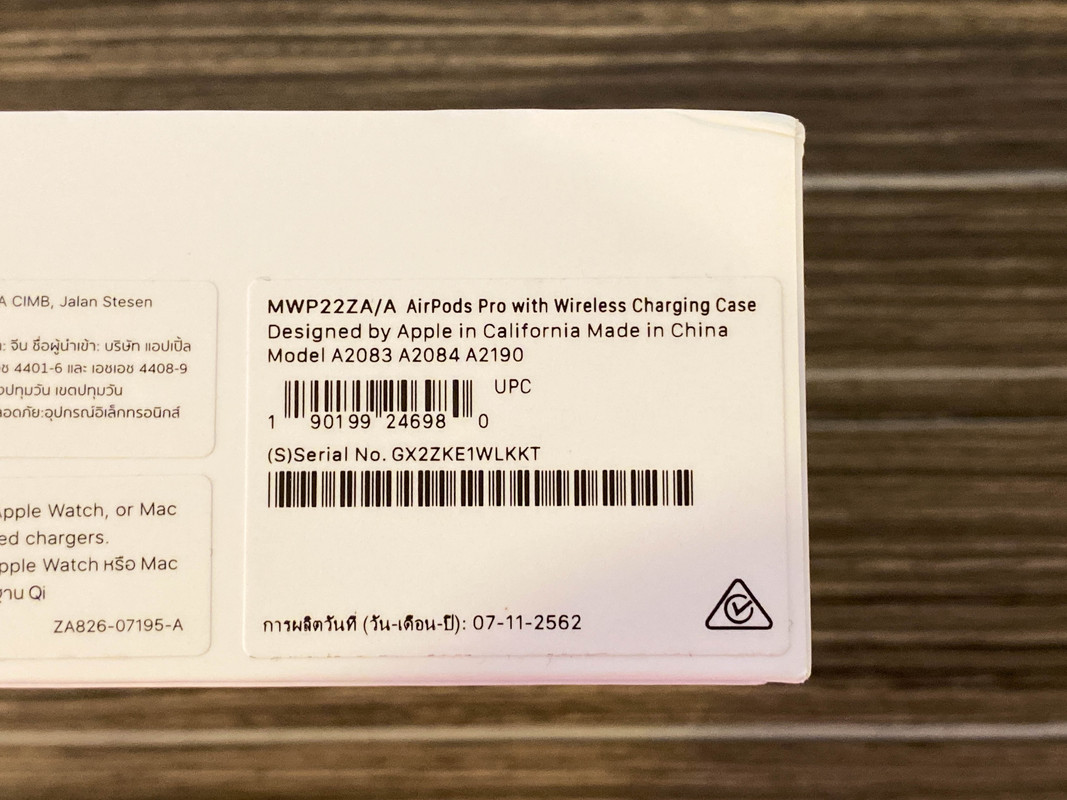 A CIMB, Jalan Stesen
: จีน ชื่อผู้นำเข้า: บริษัท แอปเปิ้ล
ช 4401-6 และ เอชเอช 4408-9
ปทุมวัน เขตปทุมวัน
อดภัย:อุปกรณ์อิเล็กทรอนิกส์
Apple Watch, or Mac
ed chargers.
Apple Watch หรือ Mac
ฐาน Qi
ZA826-07195-A
MWP22ZA/A AirPods Pro with Wireless Charging Case
Designed by Apple in California Made in China
Model A2083 A2084 A2190
UPC
1 90199 24698 0
(S)Serial No. GX2ZKE1WLKKT
การผลิตวันที่ (วัน-เดือน-ปี): 07-11-2562